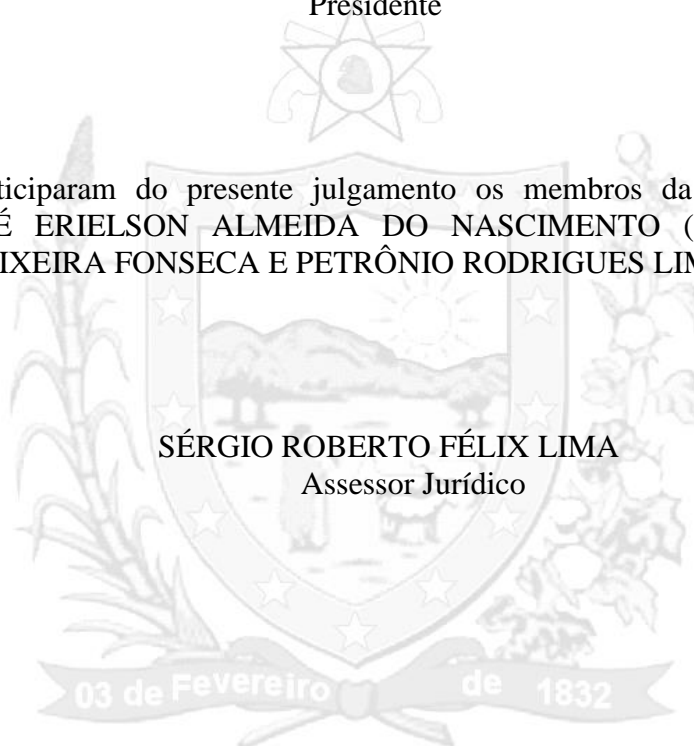 Presidente
ticiparam do presente julgamento os membros da
É ERIELSON ALMEIDA DO NASCIMENTO (
IXEIRA FONSECA E PETRÔNIO RODRIGUES LIM
SÉRGIO ROBERTO FÉLIX LIMA
Assessor Jurídico
03 de Fevereiro de 1832